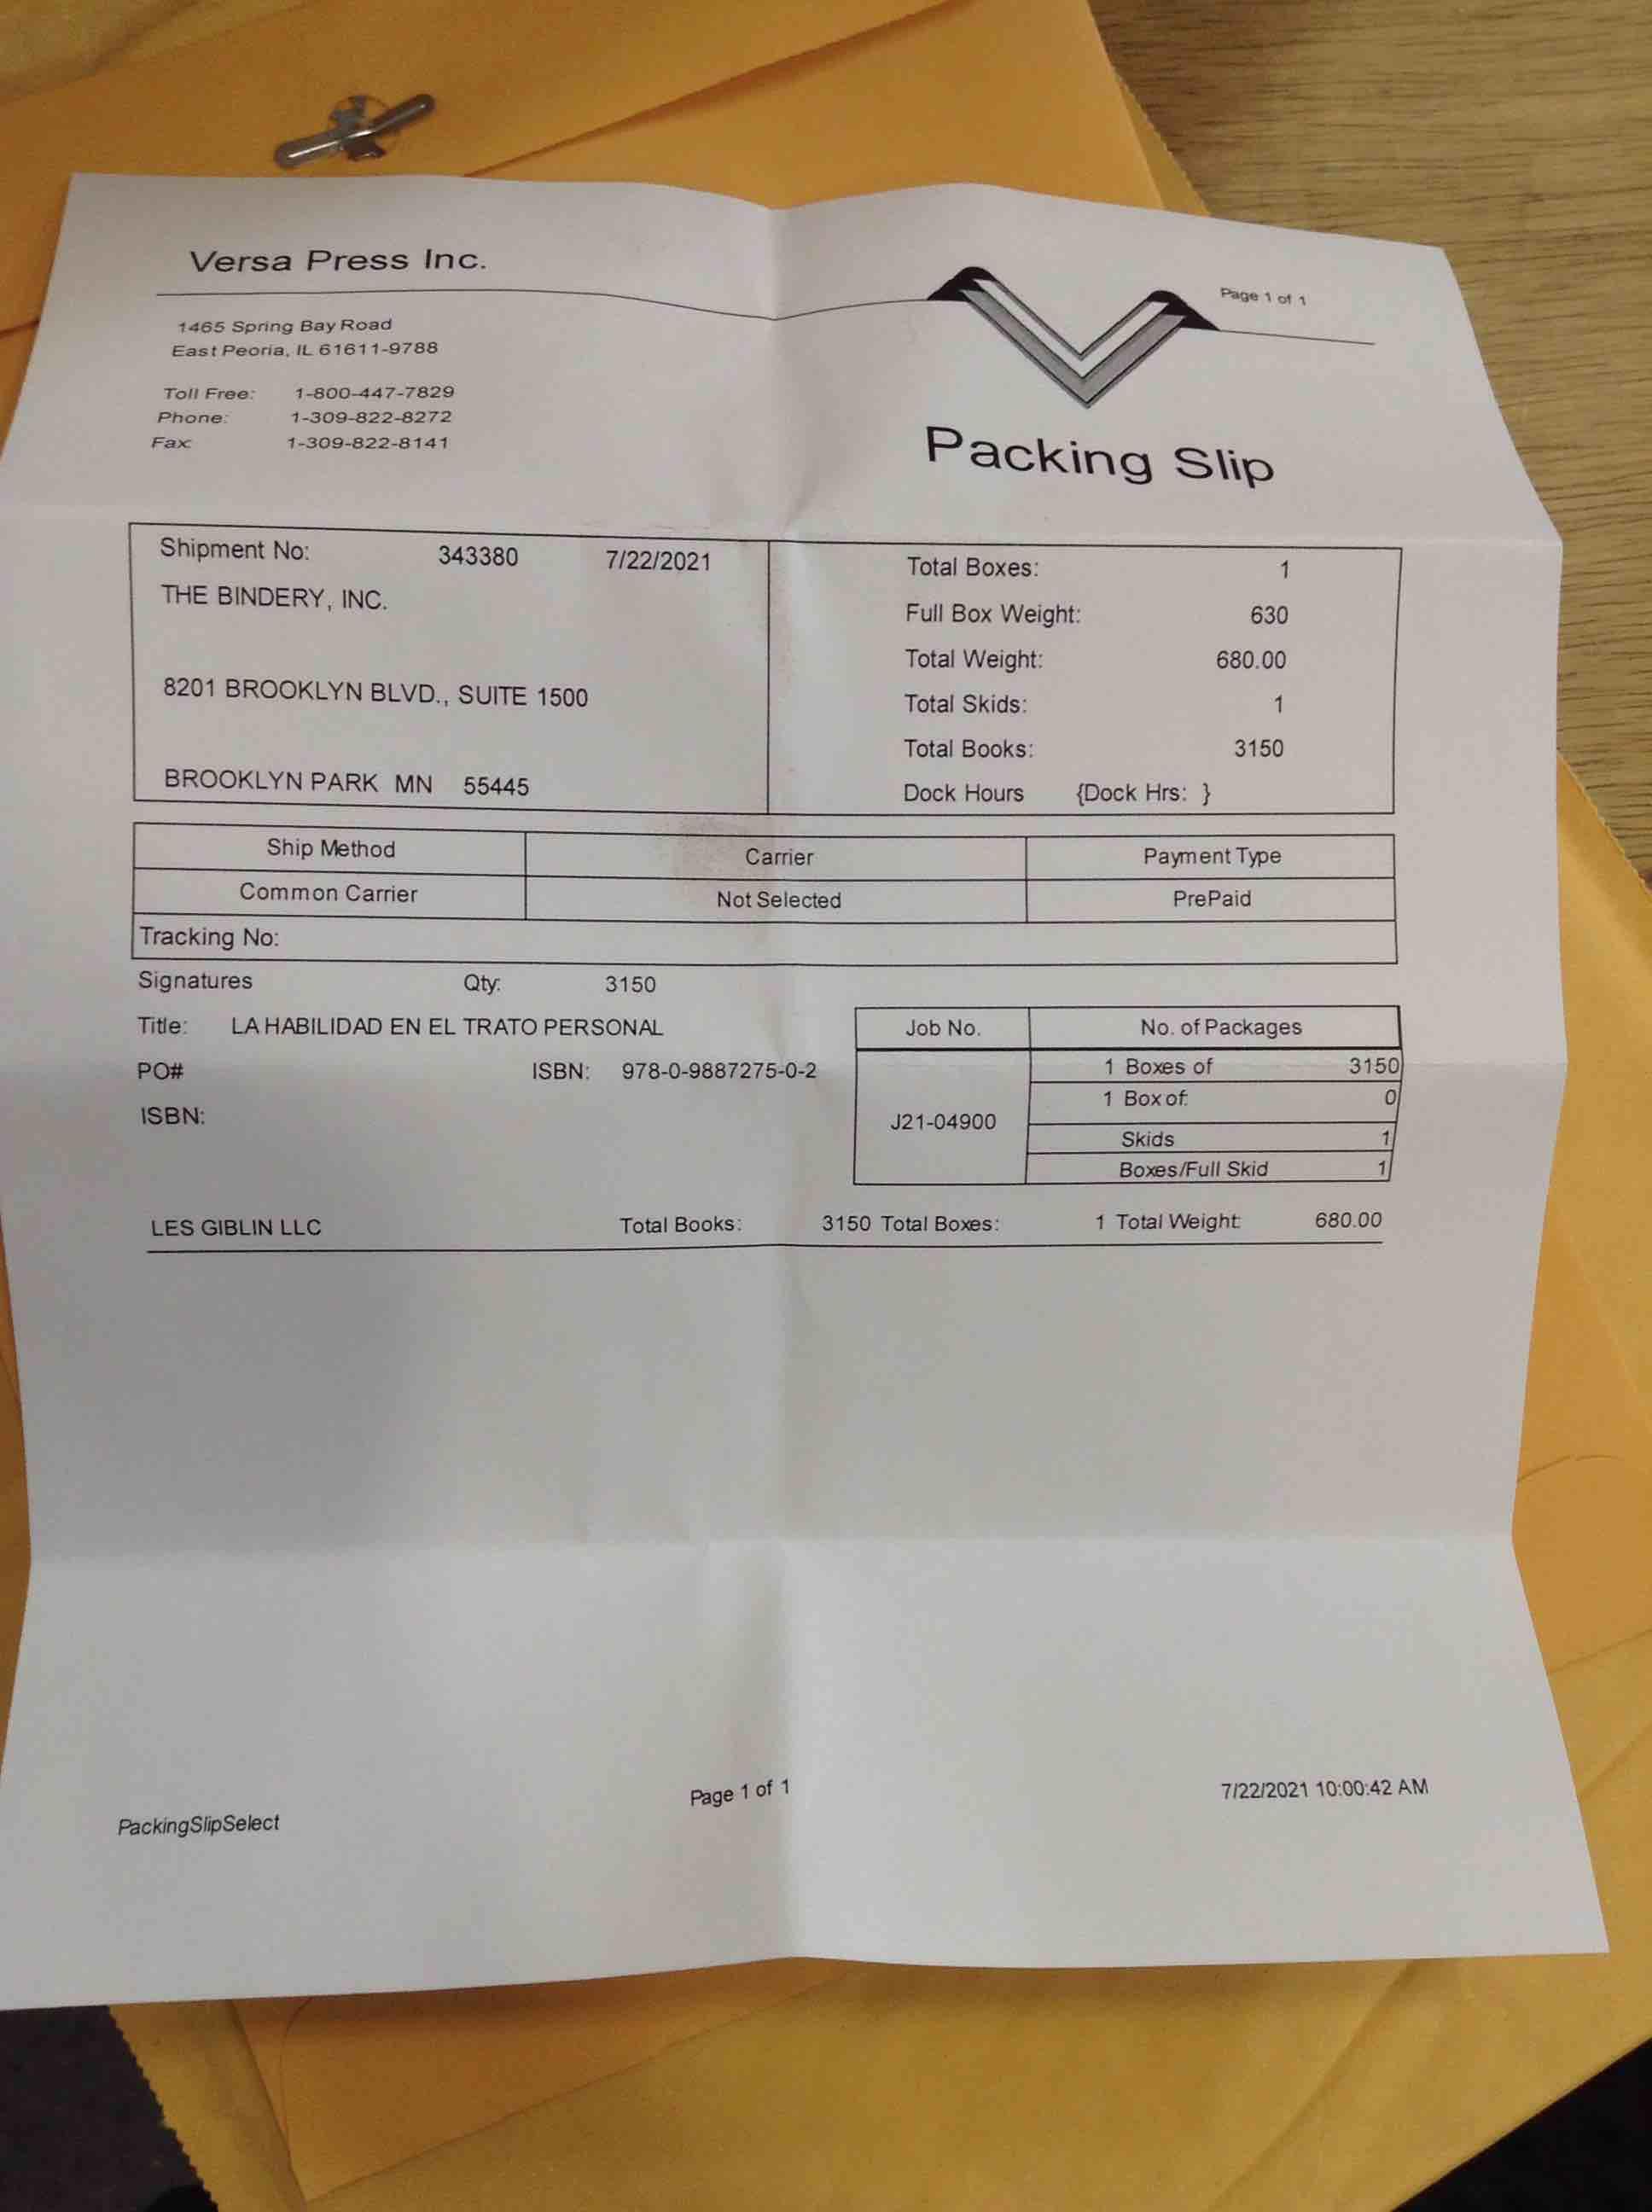 Versa Press Inc.
Page 1 of 1
1465 Spring Bay Road
East Peoria, IL 61611-9788
Toll Free: 1-800-447-7829
Phone: 1-309-822-8272
Fax: 1-309-822-8141
Packing Slip
Shipment No: 343380 7/22/2021
THE BINDERY, INC.
8201 BROOKLYN BLVD., SUITE 1500
BROOKLYN PARK MN 55445
Total Boxes: 1
Full Box Weight: 630
Total Weight: 680.00
Total Skids: 1
Total Books: 3150
Dock Hours {Dock Hrs: }
Ship Method Carrier Payment Type
Common Carrier Not Selected PrePaid
Tracking No:
Signatures Qty: 3150
Title: LA HABILIDAD EN EL TRATO PERSONAL
PO# ISBN: 978-0-9887275-0-2
ISBN:
Job No. No. of Packages
J21-04900
1 Boxes of 3150
1 Box of: 0
Skids 1
Boxes/Full Skid 1
LES GIBLIN LLC Total Books: 3150 Total Boxes: 1 Total Weight: 680.00
PackingSlipSelect Page 1 of 1 7/22/2021 10:00:42 AM